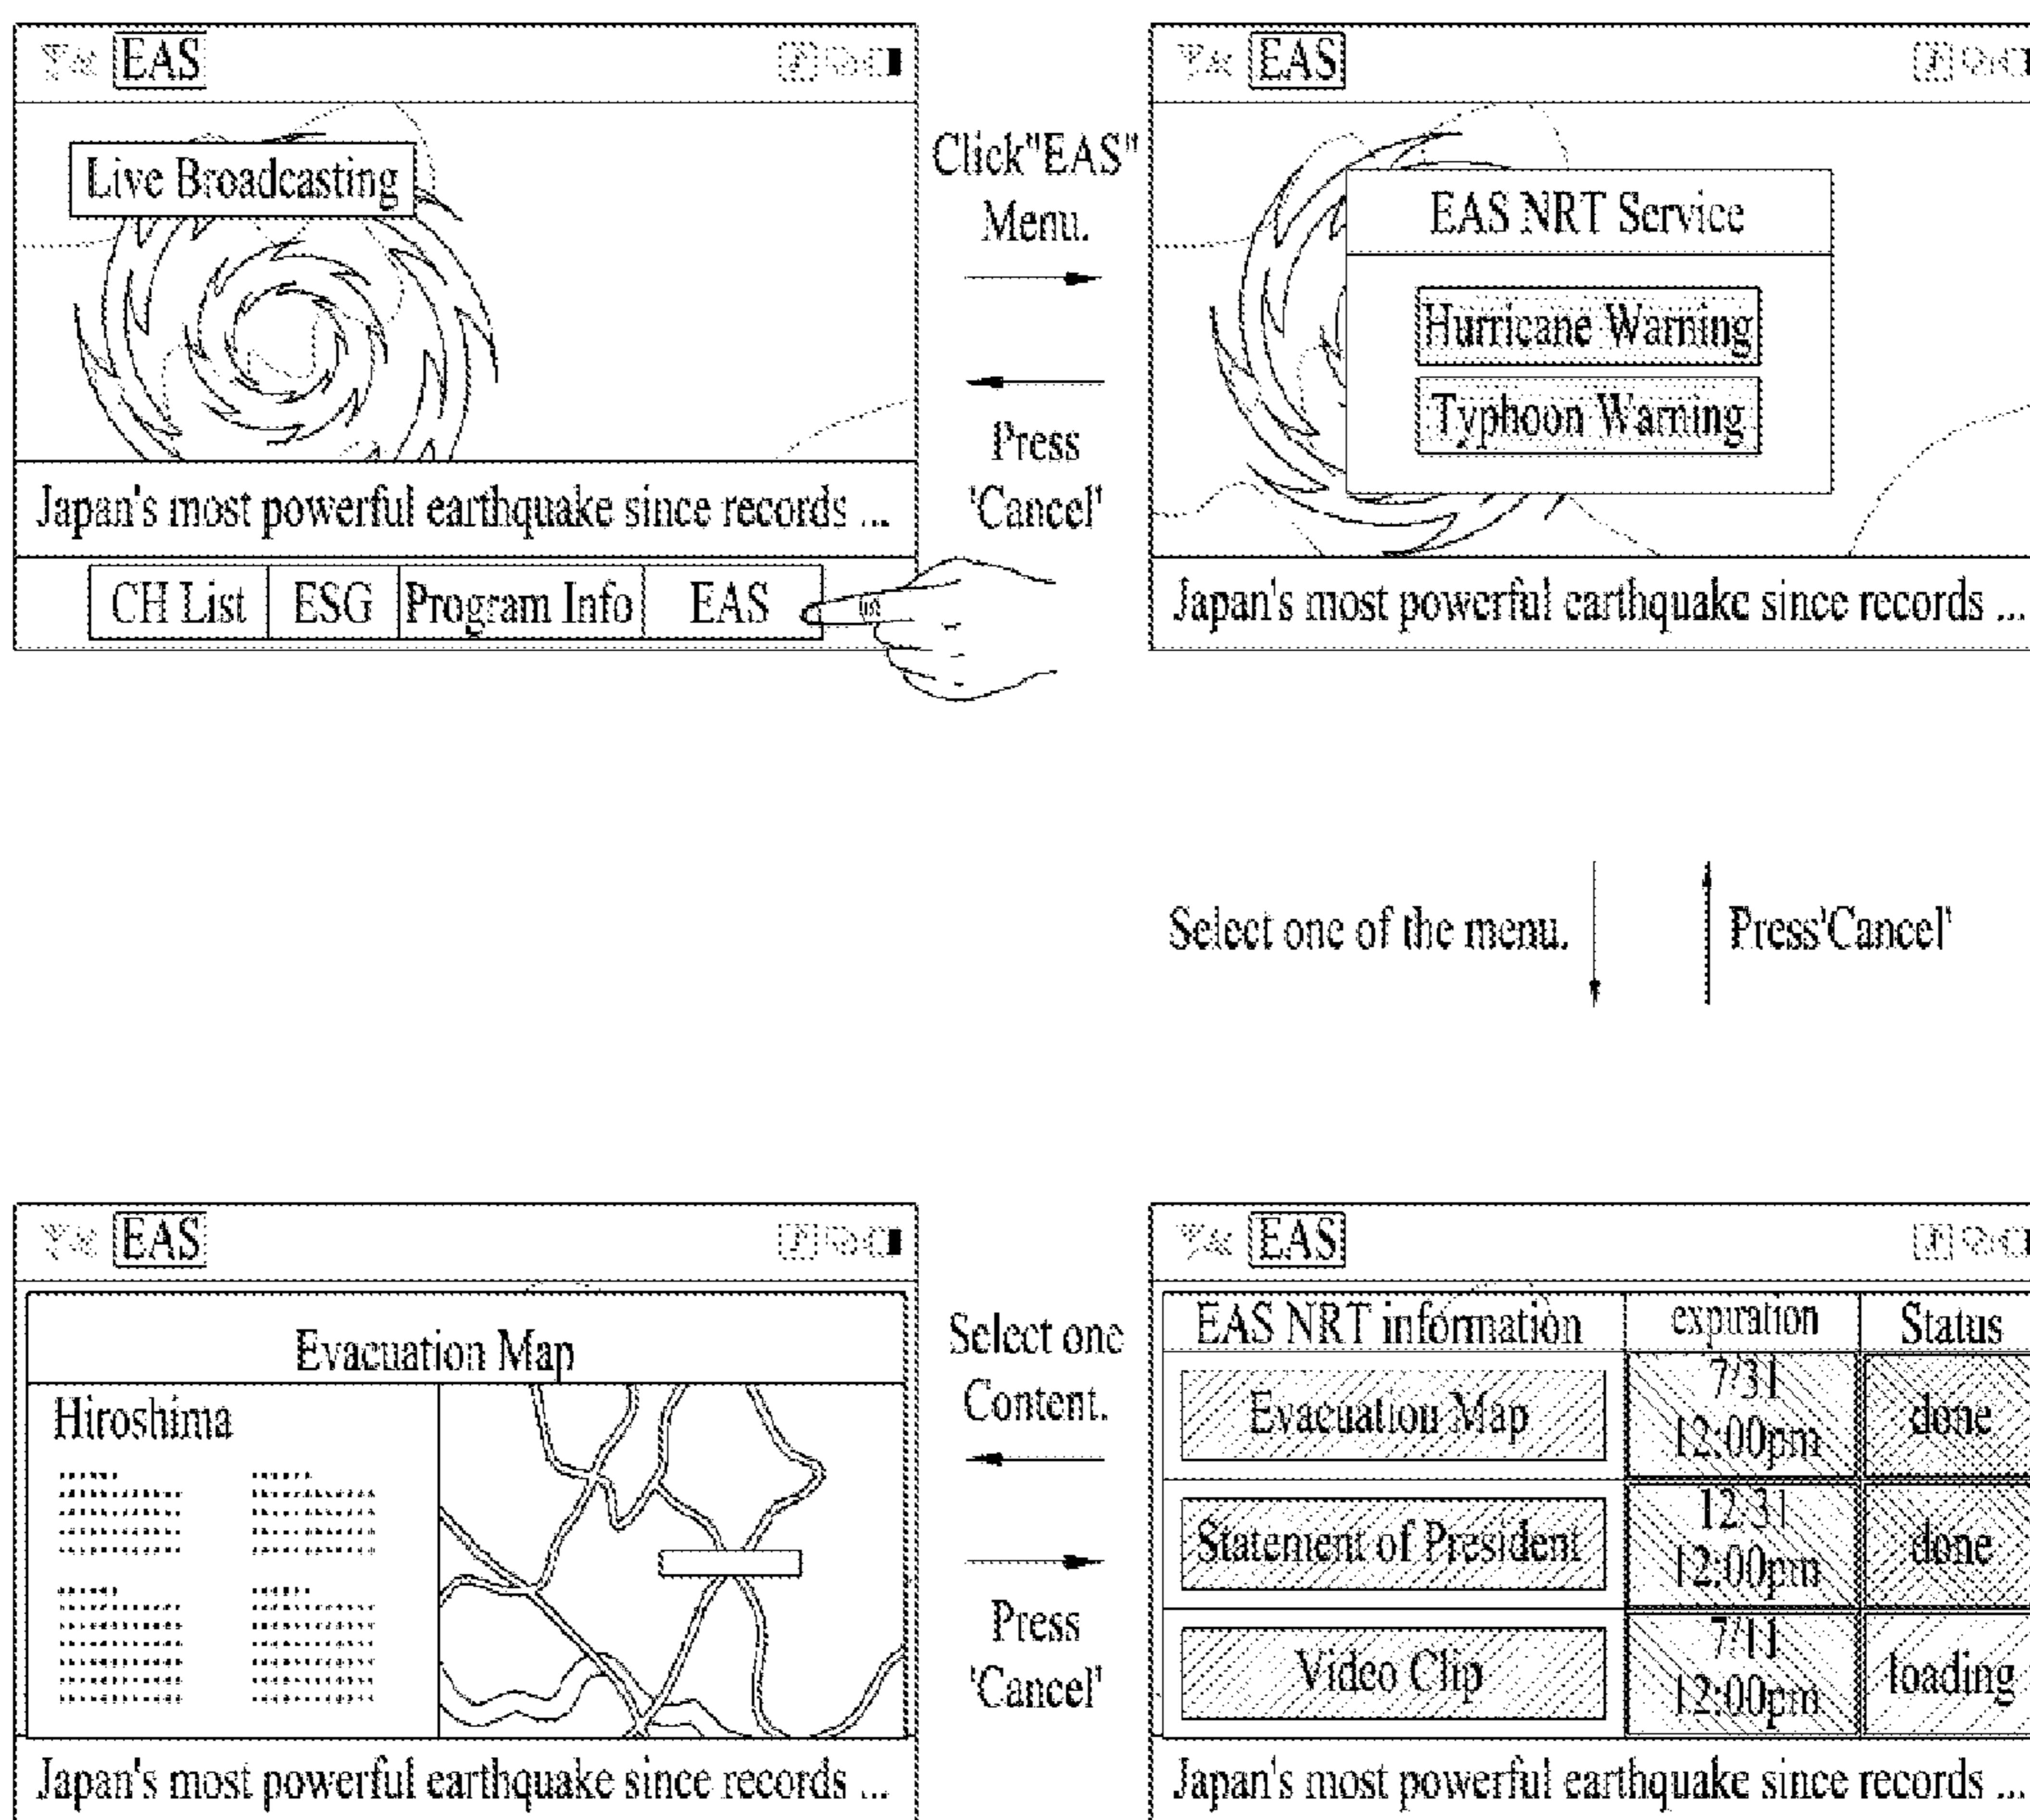 EAS
Live Broadcasting
Japan's most powerful earthquake since records ...
CH List ESG Program Info EAS
Click"EAS"
Menu.
Press
'Cancel'
EAS
EAS NRT Service
Hurricane Warning
Typhoon Warning
Japan's most powerful earthquake since records ...
Select one of the menu.
Press'Cancel'
EAS
Evacuation Map
Hiroshima
Japan's most powerful earthquake since records ...
Select one
Content.
Press
'Cancel'
EAS
EAS NRT information expiration Status
Evacuation Map 7/31 12:00pm done
Statement of President 12/31 12:00pm done
Video Clip 7/11 12:00pm loading
Japan's most powerful earthquake since records ...